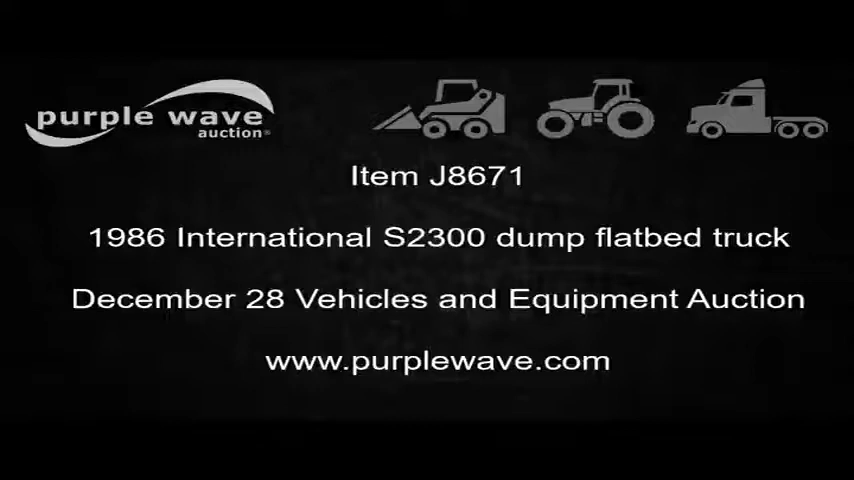 purple wave
auction®
Item J8671
1986 International S2300 dump flatbed truck
December 28 Vehicles and Equipment Auction
www.purplewave.com